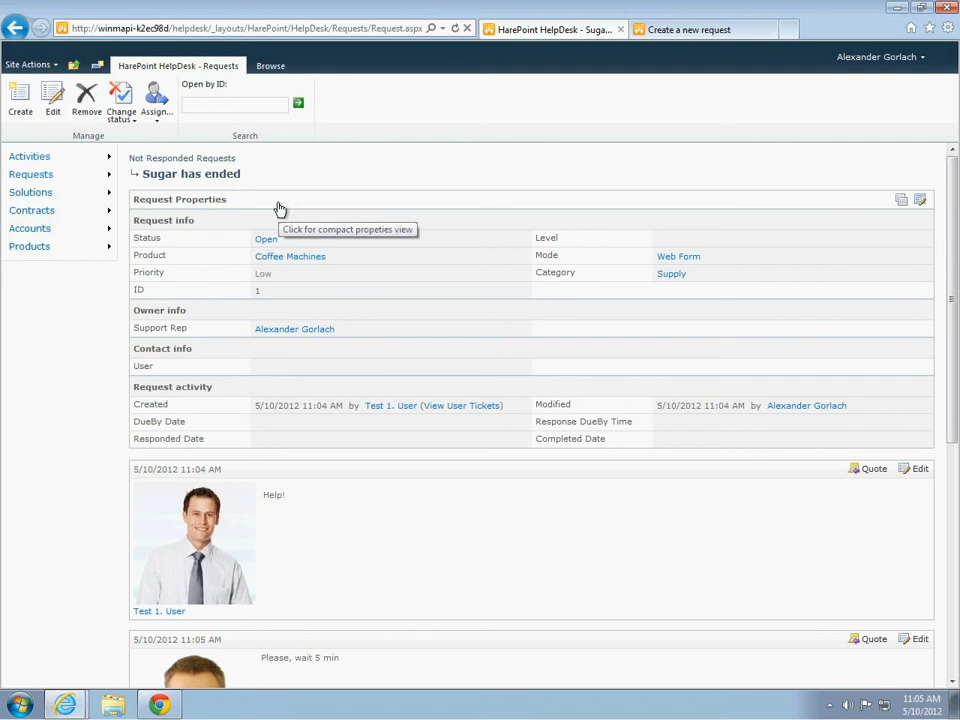 http://winmapi-k2ec98d/helpdesk/_layouts/HarePoint/HelpDesk/Requests/Request.aspx
HarePoint HelpDesk - Suga...
Create a new request
Site Actions
HarePoint HelpDesk - Requests
Browse
Alexander Gorlach
Create
Edit
Remove
Change status
Assign...
Open by ID:
Manage
Search
Activities
Requests
Solutions
Contracts
Accounts
Products
Not Responded Requests
Sugar has ended
Request Properties
Request info
Click for compact propeties view
Status Open Level
Product Coffee Machines Mode Web Form
Priority Low Category Supply
ID 1
Owner info
Support Rep Alexander Gorlach
Contact info
User
Request activity
Created 5/10/2012 11:04 AM by Test 1. User (View User Tickets) Modified 5/10/2012 11:04 AM by Alexander Gorlach
DueBy Date Response DueBy Time
Responded Date Completed Date
5/10/2012 11:04 AM Quote Edit
Help!
Test 1. User
5/10/2012 11:05 AM Quote Edit
Please, wait 5 min
11:05 AM
5/10/2012